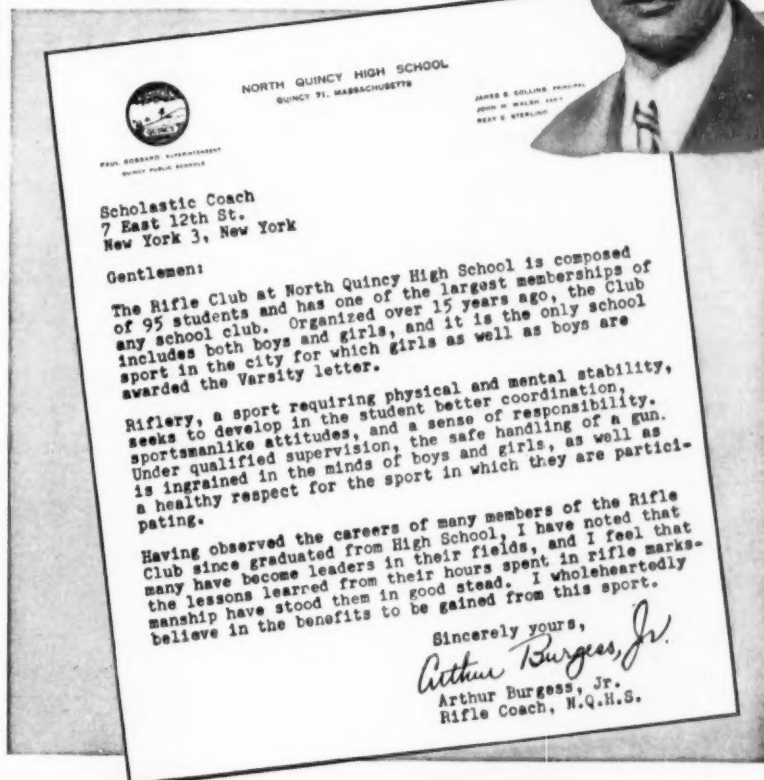 NORTH QUINCY HIGH SCHOOL
QUINCY 71, MASSACHUSETTS
JAMES S. COLLINS, PRINCIPAL
JOHN W. WALSH, ASS'T
QUINCY
PAUL GOSSARD, SUPERINTENDENT
QUINCY PUBLIC SCHOOLS
Scholastic Coach
7 East 12th St.
New York 3, New York
Gentlemen:
The Rifle Club at North Quincy High School is composed
of 95 students and has one of the largest memberships of
any school club. Organized over 15 years ago, the Club
includes both boys and girls, and it is the only school
sport in the city for which girls as well as boys are
awarded the Varsity letter.
Riflery, a sport requiring physical and mental stability,
seeks to develop in the student better coordination,
sportsmanlike attitudes, and a sense of responsibility.
Under qualified supervision, the safe handling of a gun.
is ingrained in the minds of boys and girls, as well as
a healthy respect for the sport in which they are partici-
pating.
Having observed the careers of many members of the Rifle
Club since graduated from High School, I have noted that
many have become leaders in their fields, and I feel that
the lessons learred from their hours spent in rifle marks-
manship have stood them in good stead. I wholeheartedly
believe in the benefits to be gained from this sport.
Sincerely yours,
Arthur Burgess, Jr.
Arthur Burgess, Jr.
Rifle Coach, N.Q.H.S.